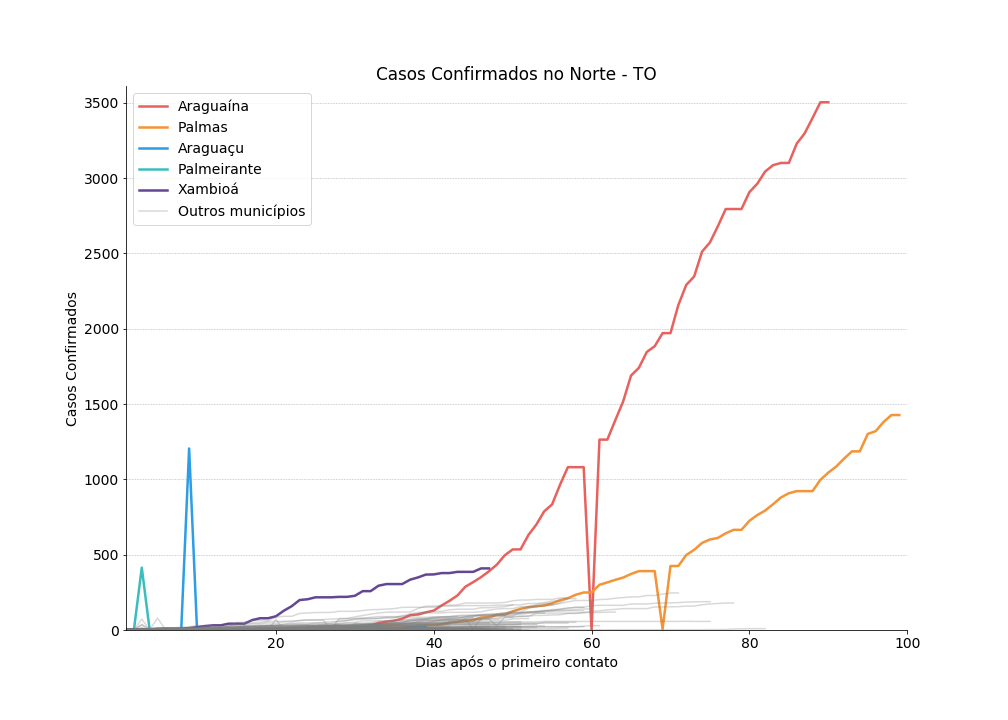 Casos Confirmados no Norte - TO
Araguaína
Palmas
Araguaçu
Palmeirante
Xambioá
Outros municípios
3500
3000
2500
2000
1500
1000
500
0
Casos Confirmados
20 40 60 80 100
Dias após o primeiro contato